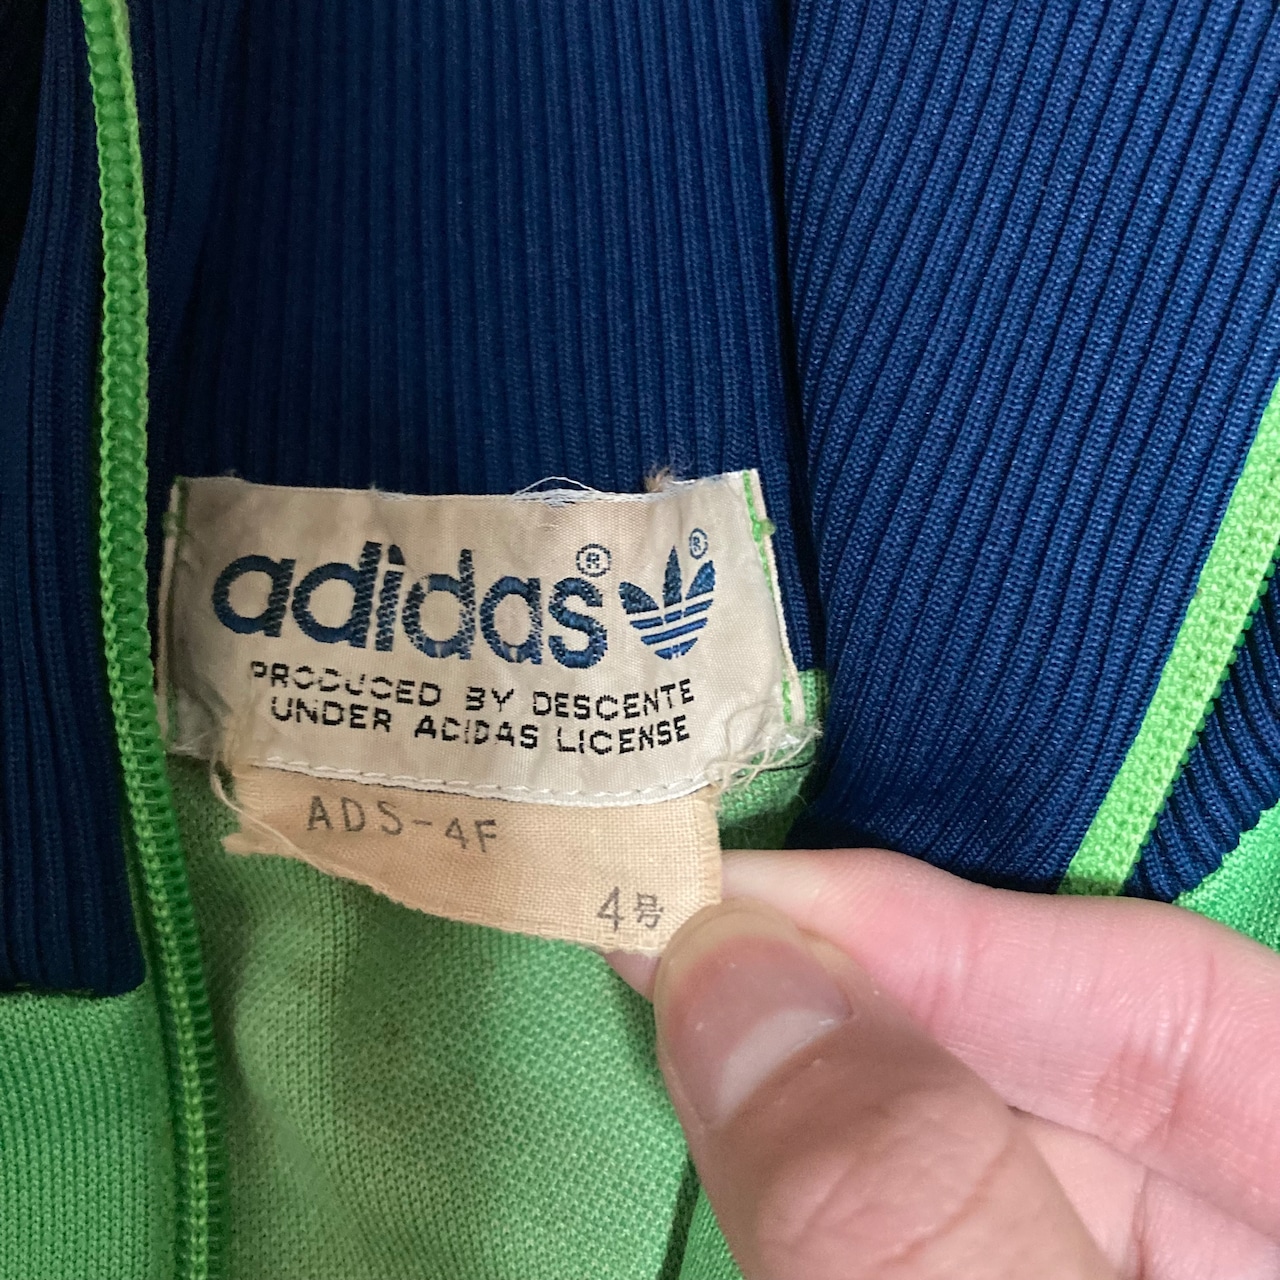 adidas® ®
PRODUCED BY DESCENTE
UNDER ADIDAS LICENSE
ADS-4F
4号